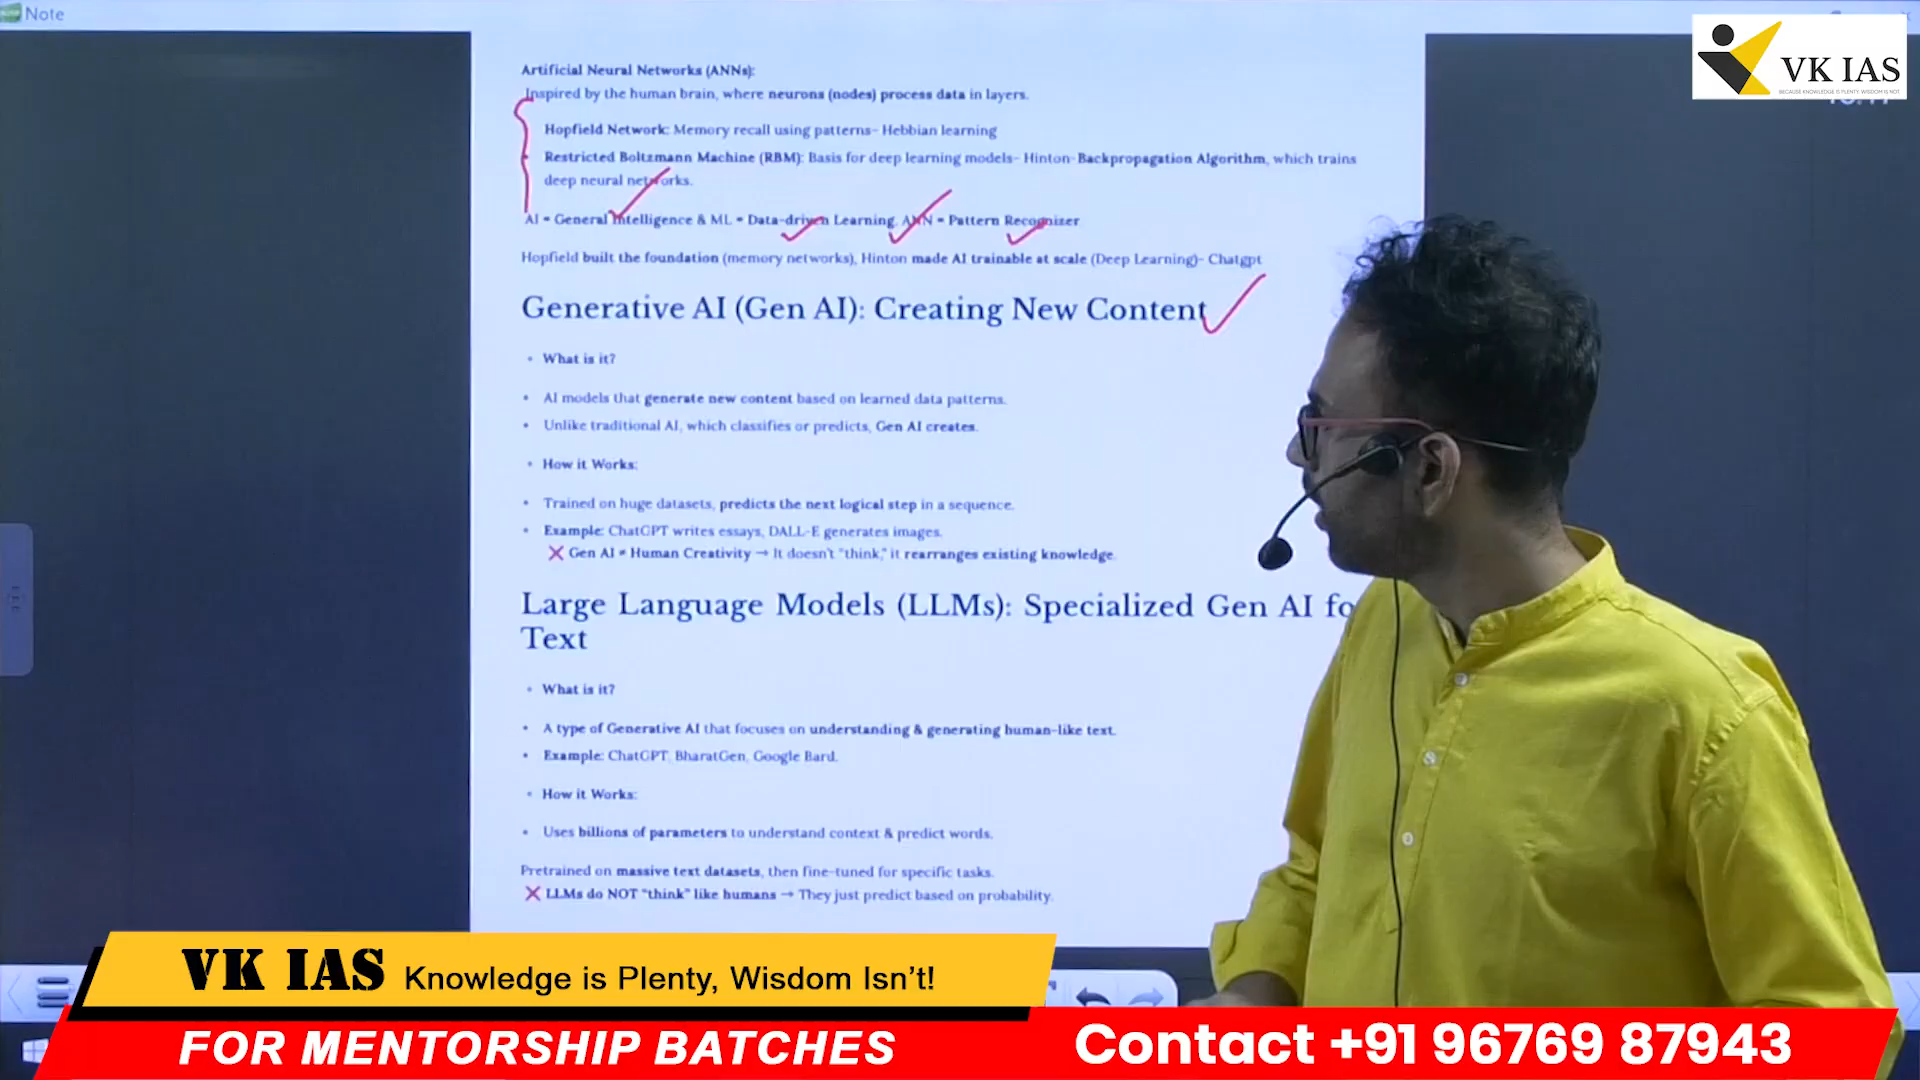 Note
VK IAS
BECAUSE KNOWLEDGE IS PLENTY, WISDOM IS NOT.
Artificial Neural Networks (ANNs):
Inspired by the human brain, where neurons (nodes) process data in layers.
Hopfield Network: Memory recall using patterns- Hebbian learning
Restricted Boltzmann Machine (RBM): Basis for deep learning models- Hinton- Backpropagation Algorithm, which trains
deep neural networks.
AI = General Intelligence & ML = Data-driven Learning, ANN = Pattern Recognizer
Hopfield built the foundation (memory networks), Hinton made AI trainable at scale (Deep Learning)- Chatgpt
Generative AI (Gen AI): Creating New Content
• What is it?
• AI models that generate new content based on learned data patterns.
• Unlike traditional AI, which classifies or predicts, Gen AI creates.
• How it Works:
• Trained on huge datasets, predicts the next logical step in a sequence.
• Example: ChatGPT writes essays, DALL-E generates images.
❌ Gen AI ≠ Human Creativity → It doesn't "think," it rearranges existing knowledge.
Large Language Models (LLMs): Specialized Gen AI fo
Text
• What is it?
• A type of Generative AI that focuses on understanding & generating human-like text.
• Example: ChatGPT, BharatGen, Google Bard.
• How it Works:
• Uses billions of parameters to understand context & predict words.
Pretrained on massive text datasets, then fine-tuned for specific tasks.
❌ LLMs do NOT "think" like humans → They just predict based on probability.
VK IAS Knowledge is Plenty, Wisdom Isn't!
FOR MENTORSHIP BATCHES
Contact +91 96769 87943